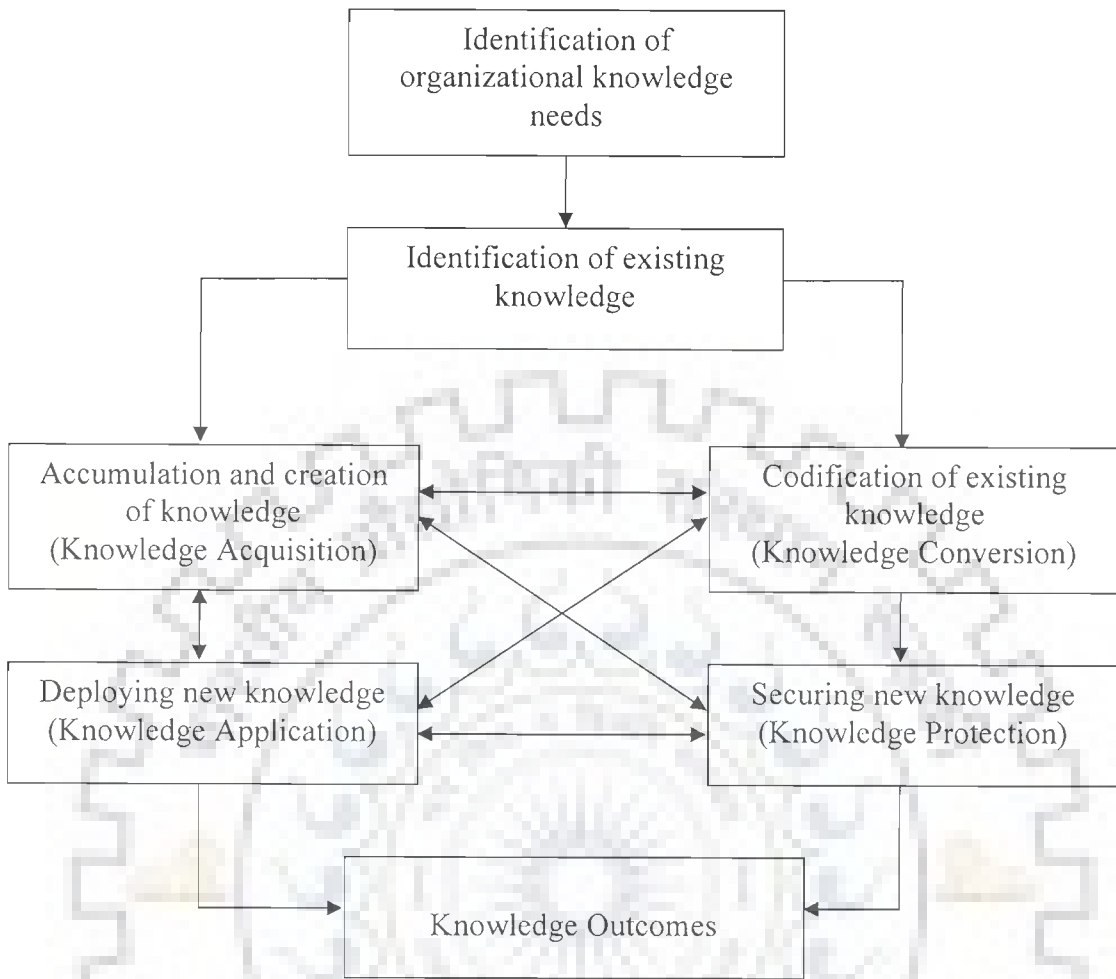 Identification of
organizational knowledge
needs
Identification of existing
knowledge
Accumulation and creation
of knowledge
(Knowledge Acquisition)
Codification of existing
knowledge
(Knowledge Conversion)
Deploying new knowledge
(Knowledge Application)
Securing new knowledge
(Knowledge Protection)
Knowledge Outcomes